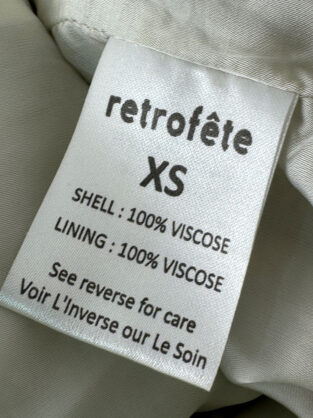 retrofête
XS
SHELL : 100% VISCOSE
LINING : 100% VISCOSE
See reverse for care
Voir L'Inverse our Le Soin